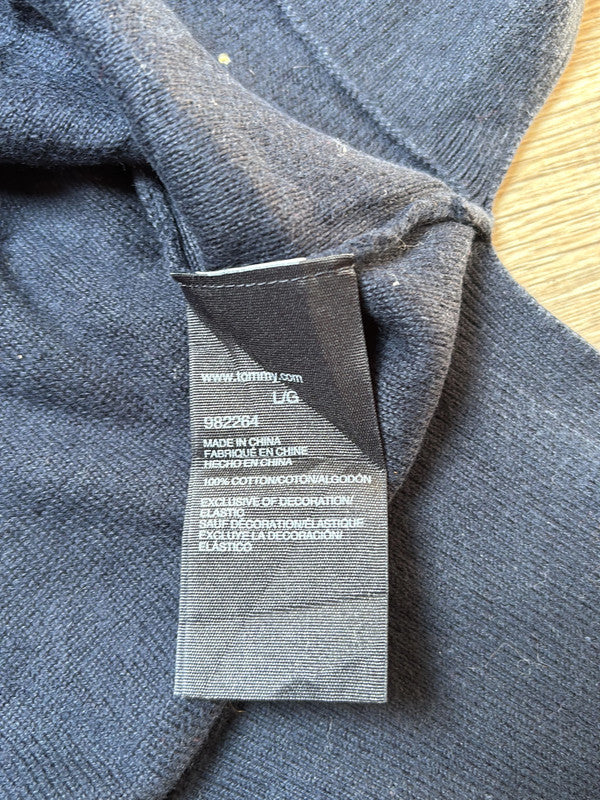 www.tommy.com
L/G
982264
MADE IN CHINA
FABRIQUÉ EN CHINE
HECHO EN CHINA
100% COTTON/COTON/ALGODÓN
EXCLUSIVE OF DECORATION/
ELASTIC
SAUF DÉCORATION/ÉLASTIQUE
EXCLUYE LA DECORACIÓN/
ELÁSTICO